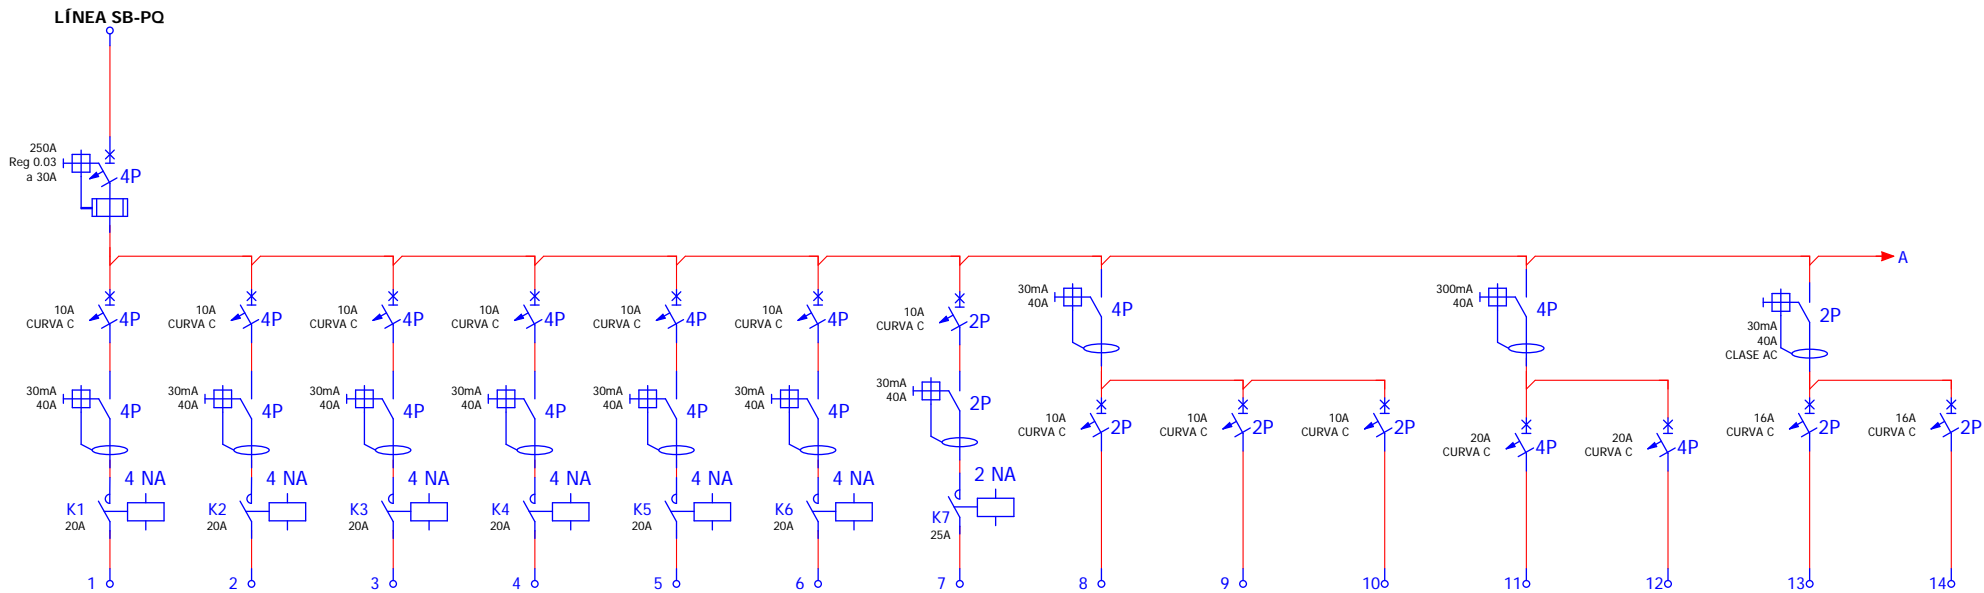 LÍNEA SB-PQ
250A
Reg 0.03
a 30A
4P
A
10A
CURVA C
4P
10A
CURVA C
4P
10A
CURVA C
4P
10A
CURVA C
4P
10A
CURVA C
4P
10A
CURVA C
4P
10A
CURVA C
2P
30mA
40A
4P
300mA
40A
4P
2P
30mA
40A
CLASE AC
30mA
40A
4P
30mA
40A
4P
30mA
40A
4P
30mA
40A
4P
30mA
40A
4P
30mA
40A
4P
30mA
40A
2P
10A
CURVA C
2P
10A
CURVA C
2P
10A
CURVA C
2P
20A
CURVA C
4P
20A
CURVA C
4P
16A
CURVA C
2P
16A
CURVA C
2P
4 NA
K1
20A
4 NA
K2
20A
4 NA
K3
20A
4 NA
K4
20A
4 NA
K5
20A
4 NA
K6
20A
2 NA
K7
25A
1
2
3
4
5
6
7
8
9
10
11
12
13
14